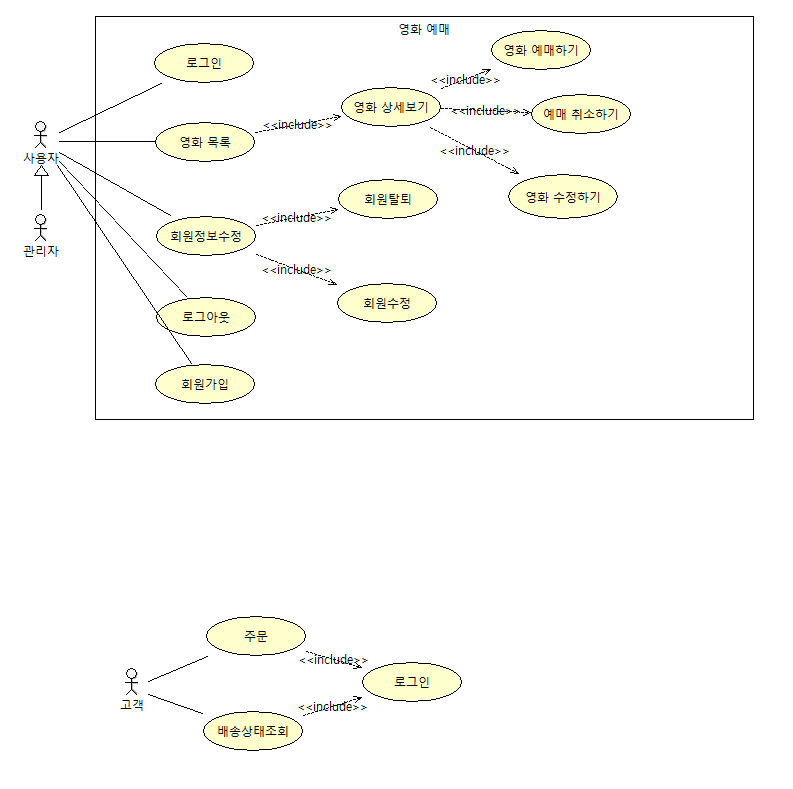 영화 예매
로그인
영화 예매하기
<<include>>
영화 상세보기
<<include>>
예매 취소하기
<<include>>
영화 목록
사용자
<<include>>
영화 수정하기
회원탈퇴
<<include>>
회원정보수정
관리자
<<include>>
회원수정
로그아웃
회원가입
주문
<<include>>
로그인
고객
<<include>>
배송상태조회